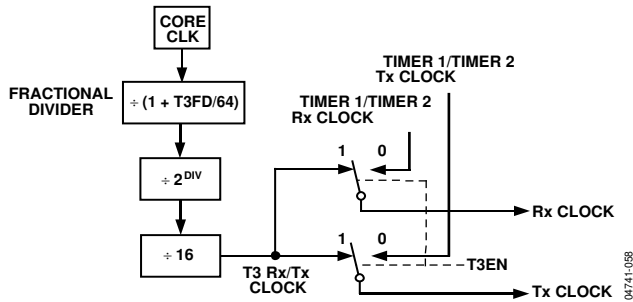 CORE
CLK
FRACTIONAL
DIVIDER
÷ (1 + T3FD/64)
TIMER 1/TIMER 2
Tx CLOCK
TIMER 1/TIMER 2
Rx CLOCK
1 0
÷ 2^DIV
Rx CLOCK
÷ 16
1 0
T3 Rx/Tx
CLOCK
T3EN
Tx CLOCK
04741-058